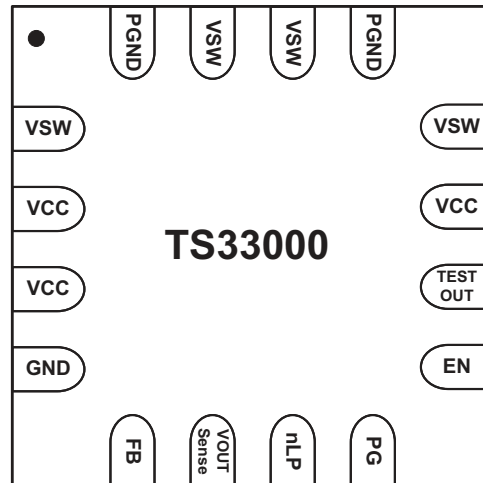 PGND
VSW
VSW
PGND
VSW
VSW
VCC
VCC
TS33000
VCC
TEST
OUT
GND
EN
FB
VOUT
Sense
nLP
PG